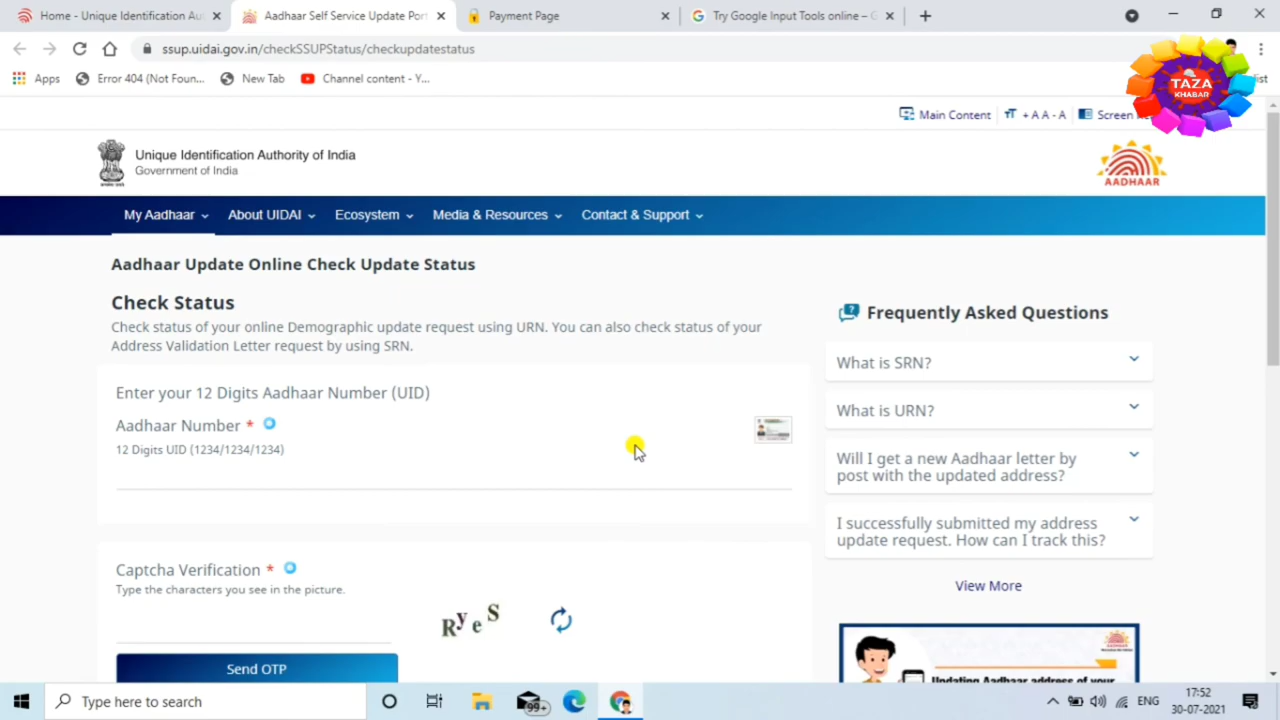 Home - Unique Identification Au
Aadhaar Self Service Update Port
Payment Page
Try Google Input Tools online – G
ssup.uidai.gov.in/checkSSUPStatus/checkupdatestatus
Apps
Error 404 (Not Foun...
New Tab
Channel content - Y...
TAZA
KHABAR
Main Content
+ A A - A
Screen
Unique Identification Authority of India
Government of India
AADHAAR
My Aadhaar
About UIDAI
Ecosystem
Media & Resources
Contact & Support
Aadhaar Update Online Check Update Status
Check Status
Check status of your online Demographic update request using URN. You can also check status of your
Address Validation Letter request by using SRN.
Enter your 12 Digits Aadhaar Number (UID)
Aadhaar Number *
12 Digits UID (1234/1234/1234)
Captcha Verification *
Type the characters you see in the picture.
RyeS
Send OTP
Frequently Asked Questions
What is SRN?
What is URN?
Will I get a new Aadhaar letter by
post with the updated address?
I successfully submitted my address
update request. How can I track this?
View More
Updating Aadhaar address of your
Type here to search
99+
ENG
17:52
30-07-2021